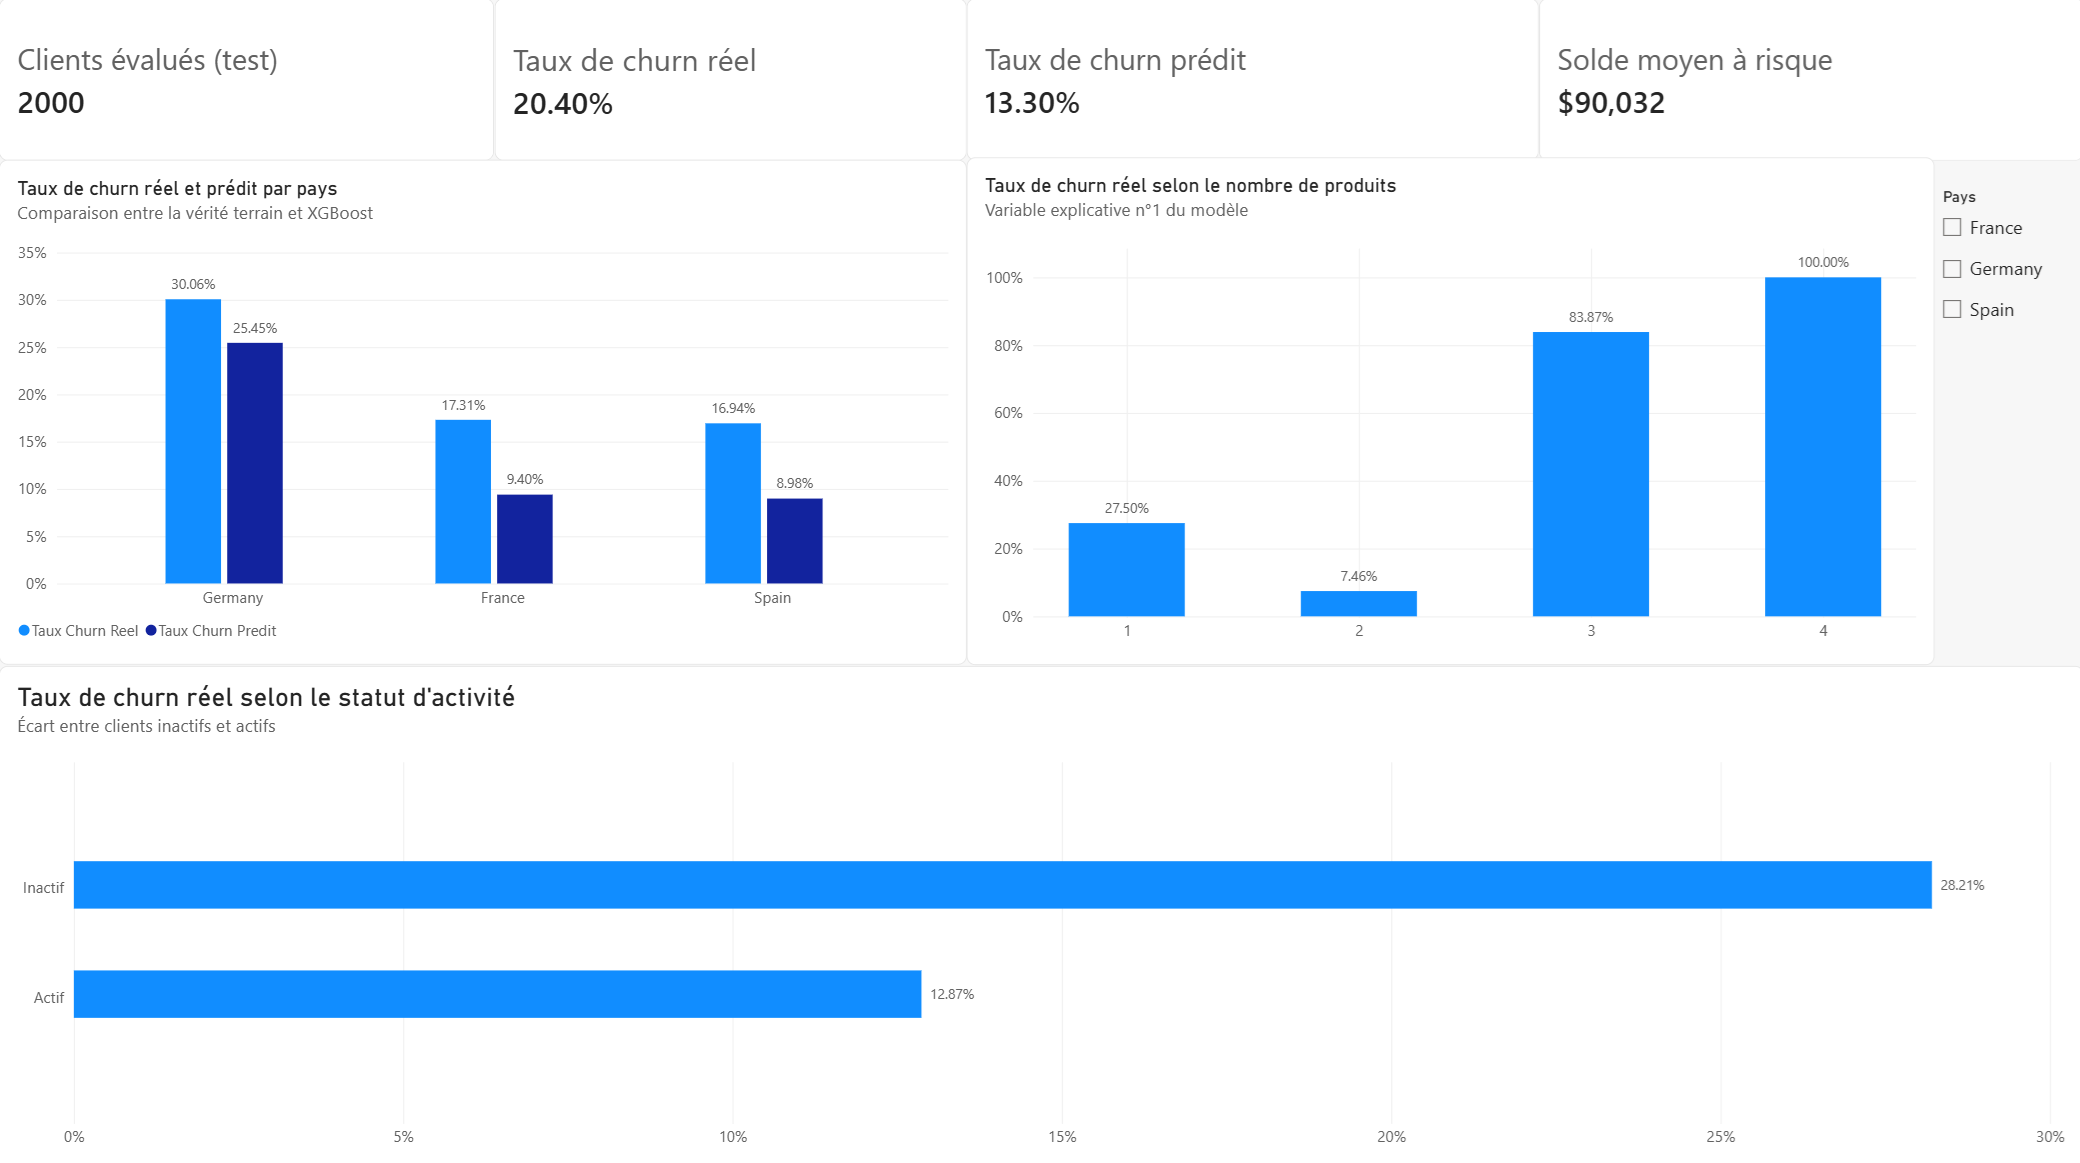 Clients évalués (test)
2000
Taux de churn réel
20.40%
Taux de churn prédit
13.30%
Solde moyen à risque
$90,032
Taux de churn réel et prédit par pays
Comparaison entre la vérité terrain et XGBoost
35%
30%
25%
20%
15%
10%
5%
0%
30.06%
25.45%
17.31%
9.40%
16.94%
8.98%
Germany
France
Spain
Taux Churn Reel
Taux Churn Predit
Taux de churn réel selon le nombre de produits
Variable explicative n°1 du modèle
100%
80%
60%
40%
20%
0%
27.50%
7.46%
83.87%
100.00%
1
2
3
4
Pays
France
Germany
Spain
Taux de churn réel selon le statut d'activité
Écart entre clients inactifs et actifs
Inactif
28.21%
Actif
12.87%
0%
5%
10%
15%
20%
25%
30%